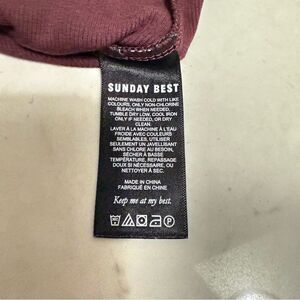 SUNDAY BEST
MACHINE WASH COLD WITH LIKE
COLOURS, ONLY NON-CHLORINE
BLEACH WHEN NEEDED,
TUMBLE DRY LOW, COOL IRON
ONLY IF NEEDED, OR DRY
CLEAN.
LAVER À LA MACHINE À L'EAU
FROIDE AVEC COULEURS
SEMBLABLES, UTILISER
SEULEMENT UN JAVELLISANT
SANS CHLORE AU BESOIN,
SÉCHER À BASSE
TEMPÉRATURE, REPASSAGE
DOUX SI NÉCESSAIRE, OU
NETTOYER À SEC.
MADE IN CHINA
FABRIQUÉ EN CHINE
Keep me at my best.